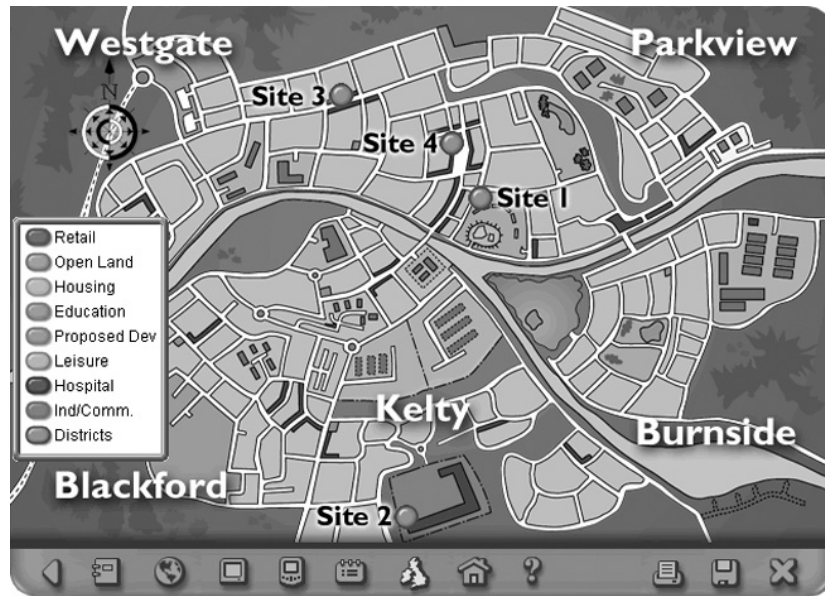 Westgate
Parkview
N
Site 3
Site 4
Site 1
Retail
Open Land
Housing
Education
Proposed Dev
Leisure
Hospital
Ind/Comm.
Districts
Kelty
Burnside
Blackford
Site 2
?